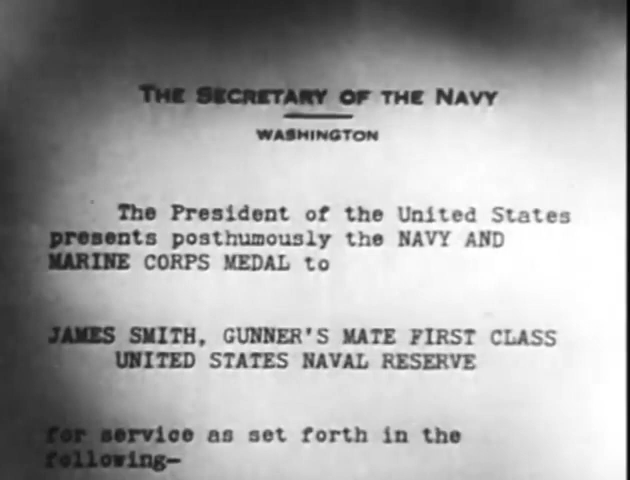 THE SECRETARY OF THE NAVY
WASHINGTON
The President of the United States
presents posthumously the NAVY AND
MARINE CORPS MEDAL to
JAMES SMITH, GUNNER'S MATE FIRST CLASS
UNITED STATES NAVAL RESERVE
for service as set forth in the
following—